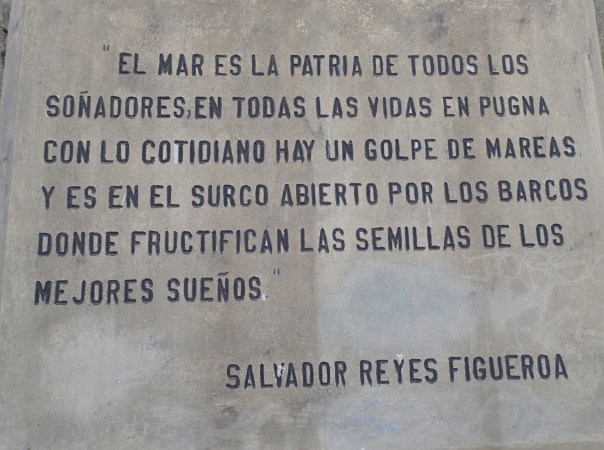 "EL MAR ES LA PATRIA DE TODOS LOS
SOÑADORES, EN TODAS LAS VIDAS EN PUGNA
CON LO COTIDIANO HAY UN GOLPE DE MAREAS
Y ES EN EL SURCO ABIERTO POR LOS BARCOS
DONDE FRUCTIFICAN LAS SEMILLAS DE LOS
MEJORES SUEÑOS."
SALVADOR REYES FIGUEROA